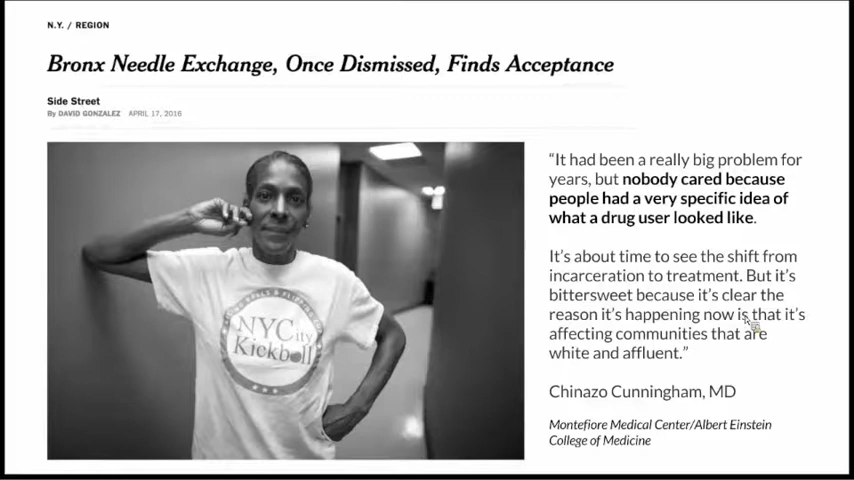 N.Y. / REGION
Bronx Needle Exchange, Once Dismissed, Finds Acceptance
Side Street
By DAVID GONZALEZ APRIL 17, 2016
NYCity
Kickball
“It had been a really big problem for
years, but nobody cared because
people had a very specific idea of
what a drug user looked like.
It’s about time to see the shift from
incarceration to treatment. But it’s
bittersweet because it’s clear the
reason it’s happening now is that it’s
affecting communities that are
white and affluent.”
Chinazo Cunningham, MD
Montefiore Medical Center/Albert Einstein
College of Medicine